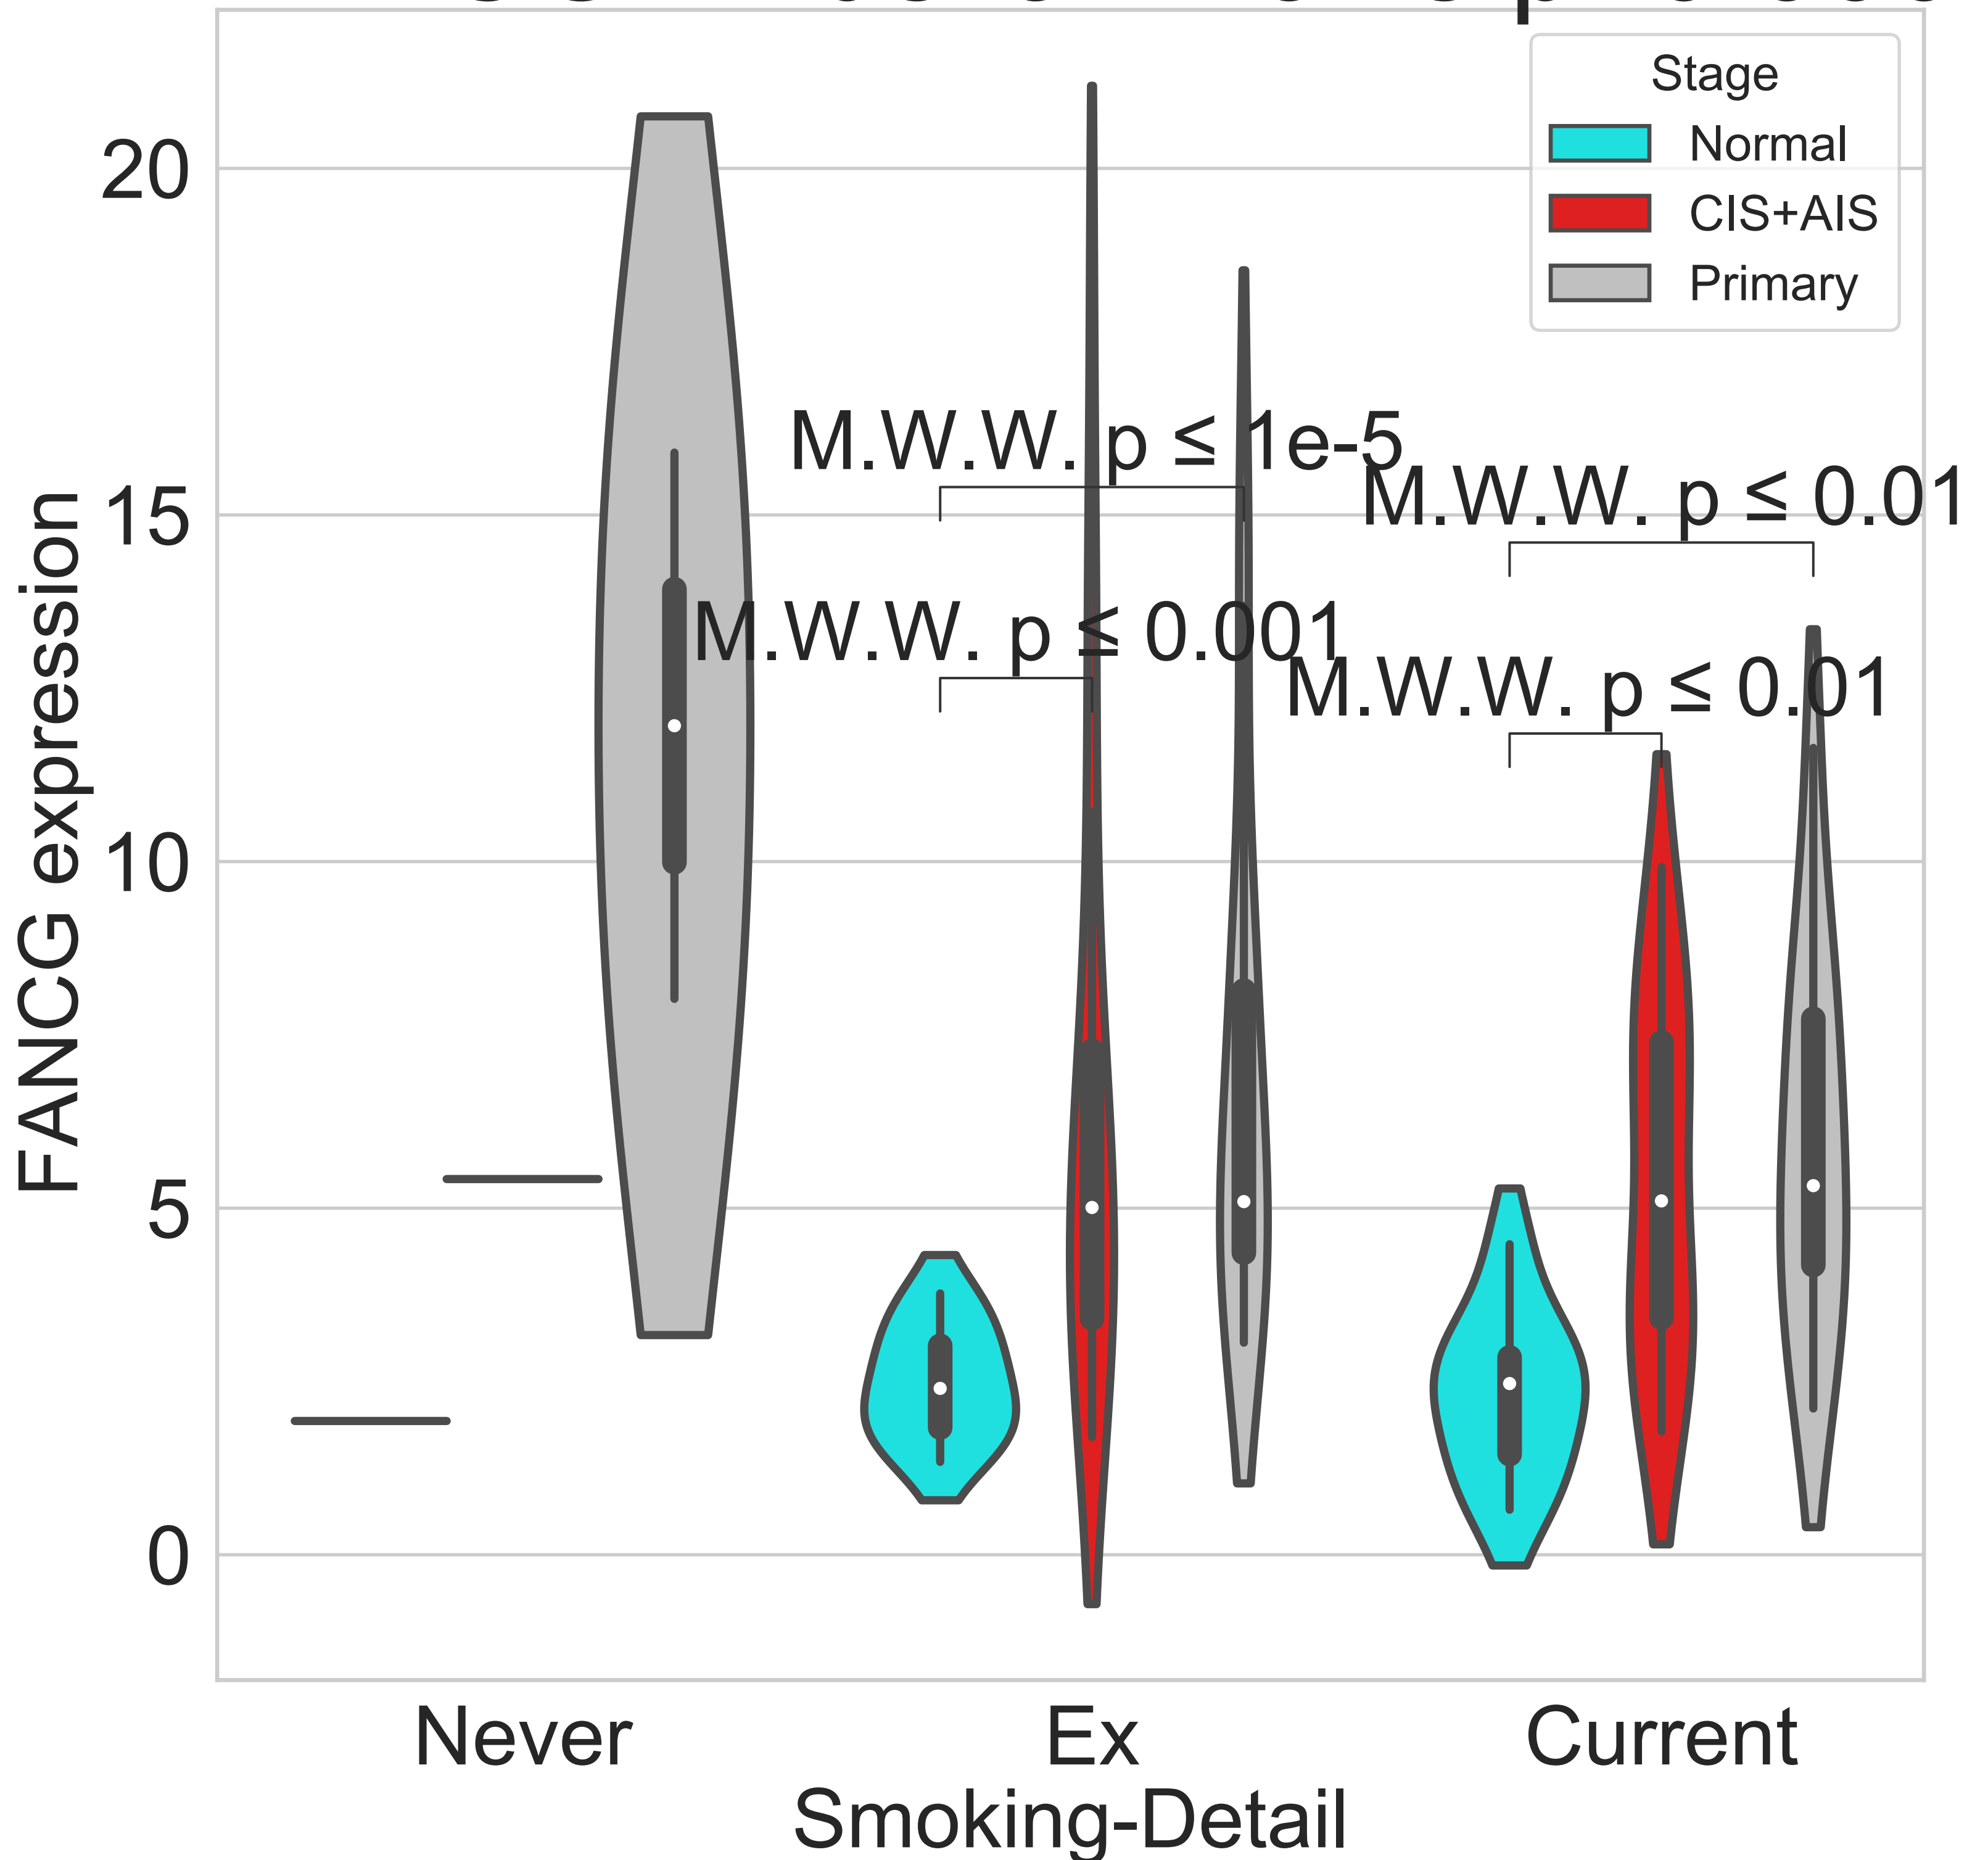 Stage
Normal
CIS+AIS
Primary
20
15
10
5
0
FANCG expression
M.W.W. p ≤ 1e-5
M.W.W. p ≤ 0.01
M.W.W. p ≤ 0.001
M.W.W. p ≤ 0.01
Never
Ex
Current
Smoking-Detail